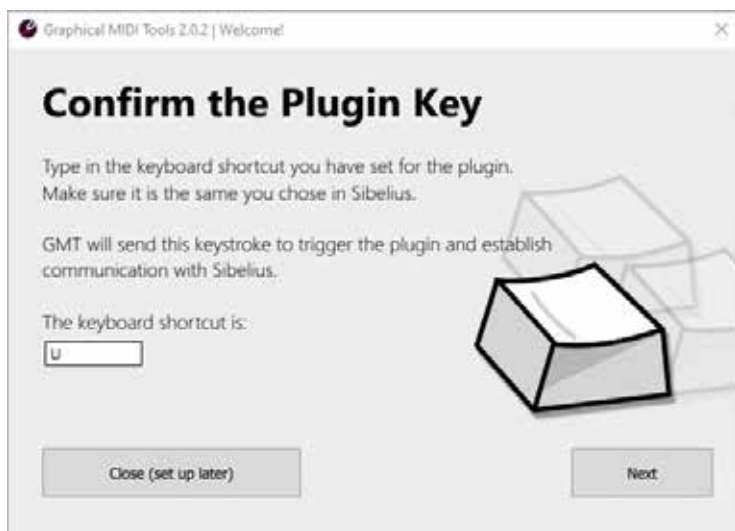 Graphical MIDI Tools 2.0.2 | Welcome!
Confirm the Plugin Key
Type in the keyboard shortcut you have set for the plugin.
Make sure it is the same you chose in Sibelius.
GMT will send this keystroke to trigger the plugin and establish
communication with Sibelius.
The keyboard shortcut is:
U
Close (set up later)
Next